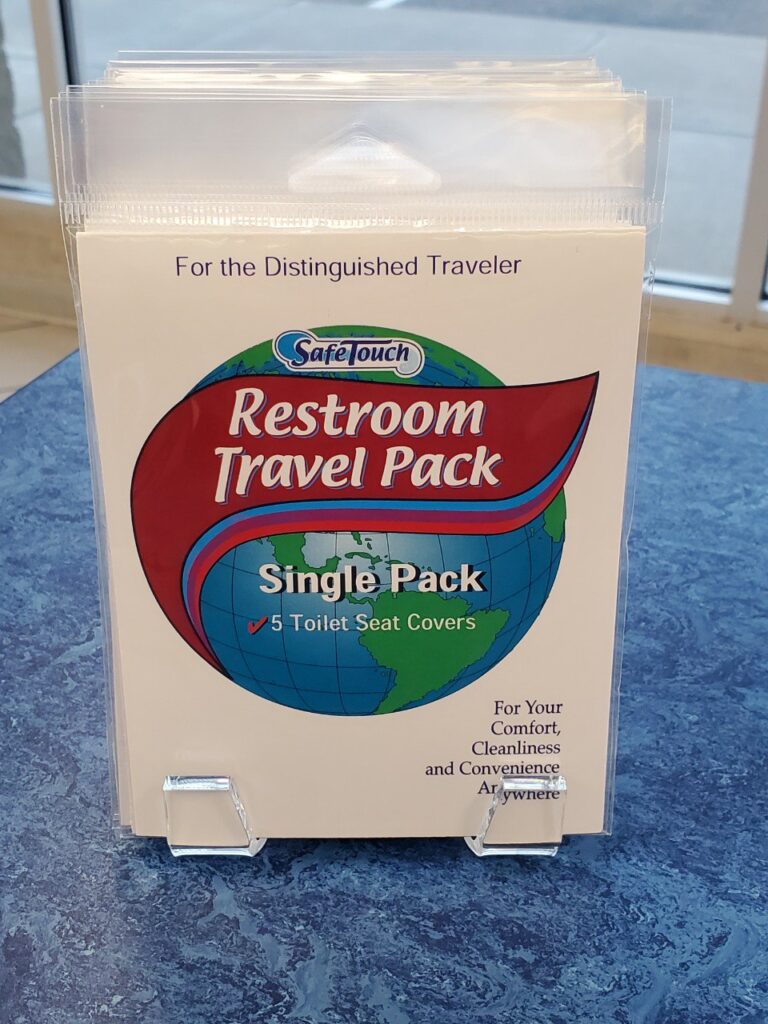 For the Distinguished Traveler
SafeTouch
Restroom
Travel Pack
Single Pack
5 Toilet Seat Covers
For Your
Comfort,
Cleanliness
and Convenience
Anywhere